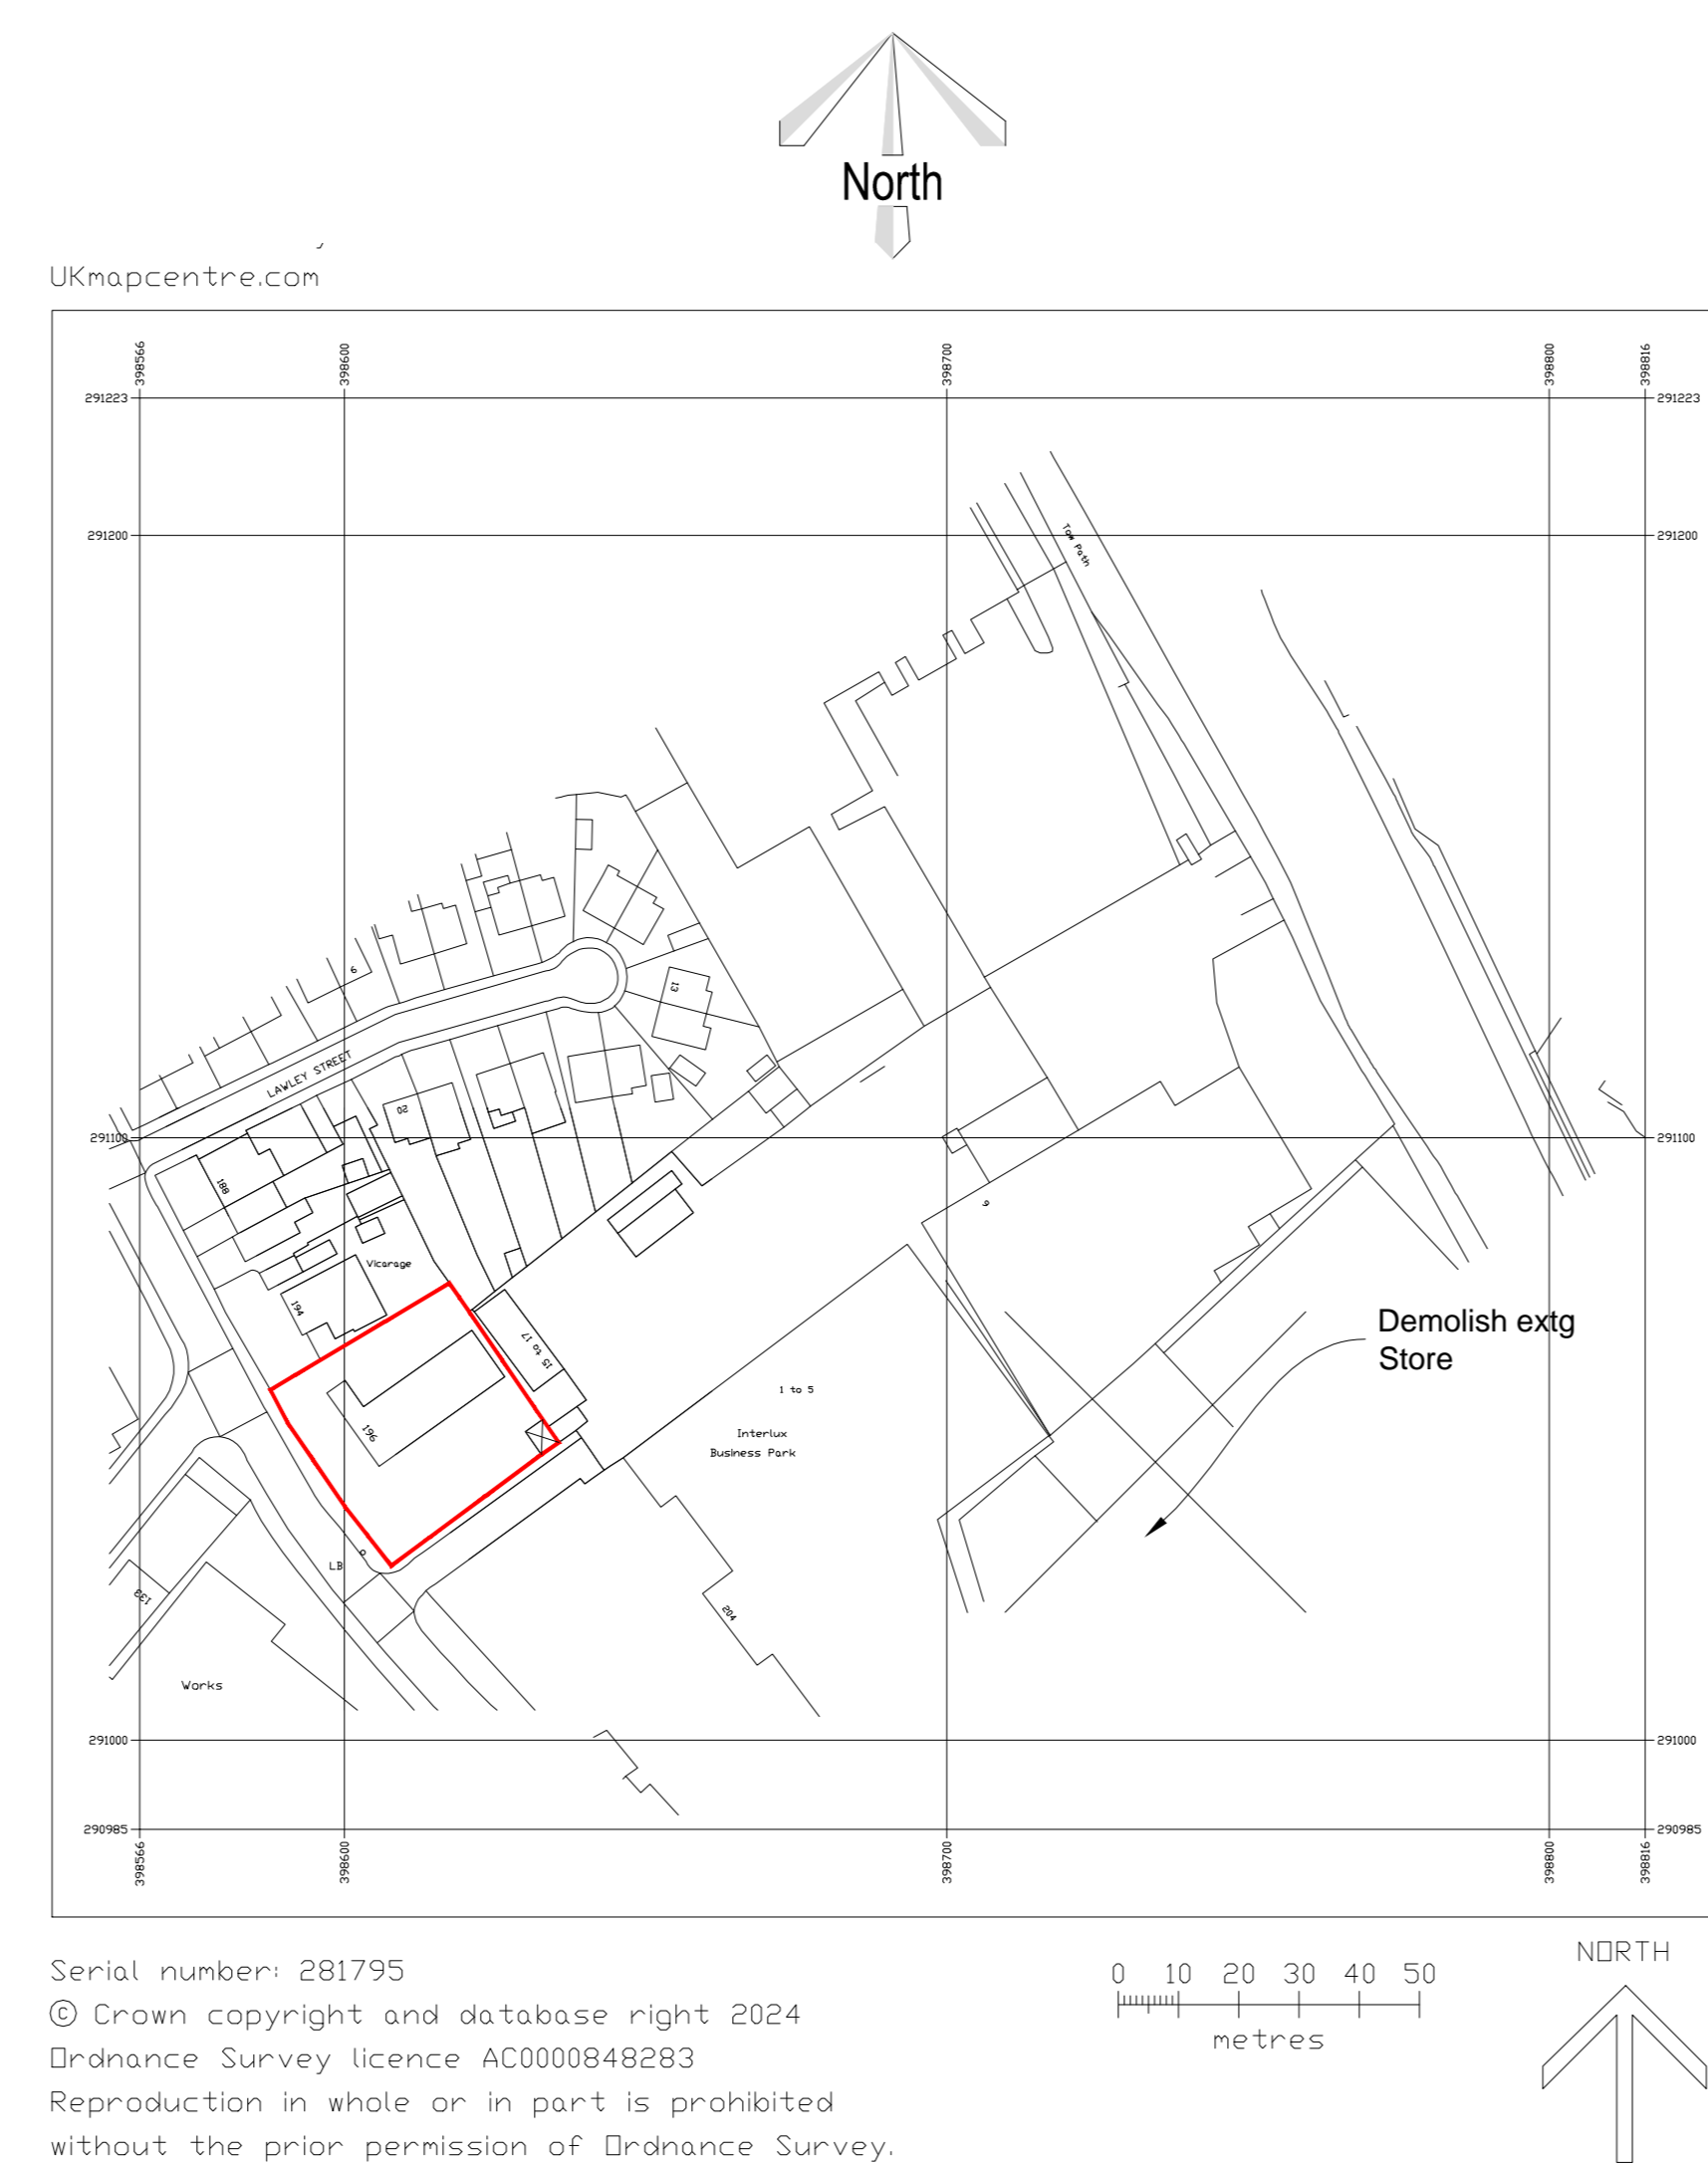 North
UKmapcentre.com
398566
398600
398700
398800
398816
291223
291223
291200
291200
Tow Path
6
13
LAWLEY STREET
20
291100
291100
188
9
Vicarage
194
Demolish extg
Store
15 to 17
1 to 5
196
Interlux
Business Park
LB
133
204
Works
291000
291000
290985
290985
398566
398600
398700
398800
398816
Serial number: 281795
© Crown copyright and database right 2024
Ordnance Survey licence AC0000848283
Reproduction in whole or in part is prohibited
without the prior permission of Ordnance Survey.
0 10 20 30 40 50
metres
NORTH